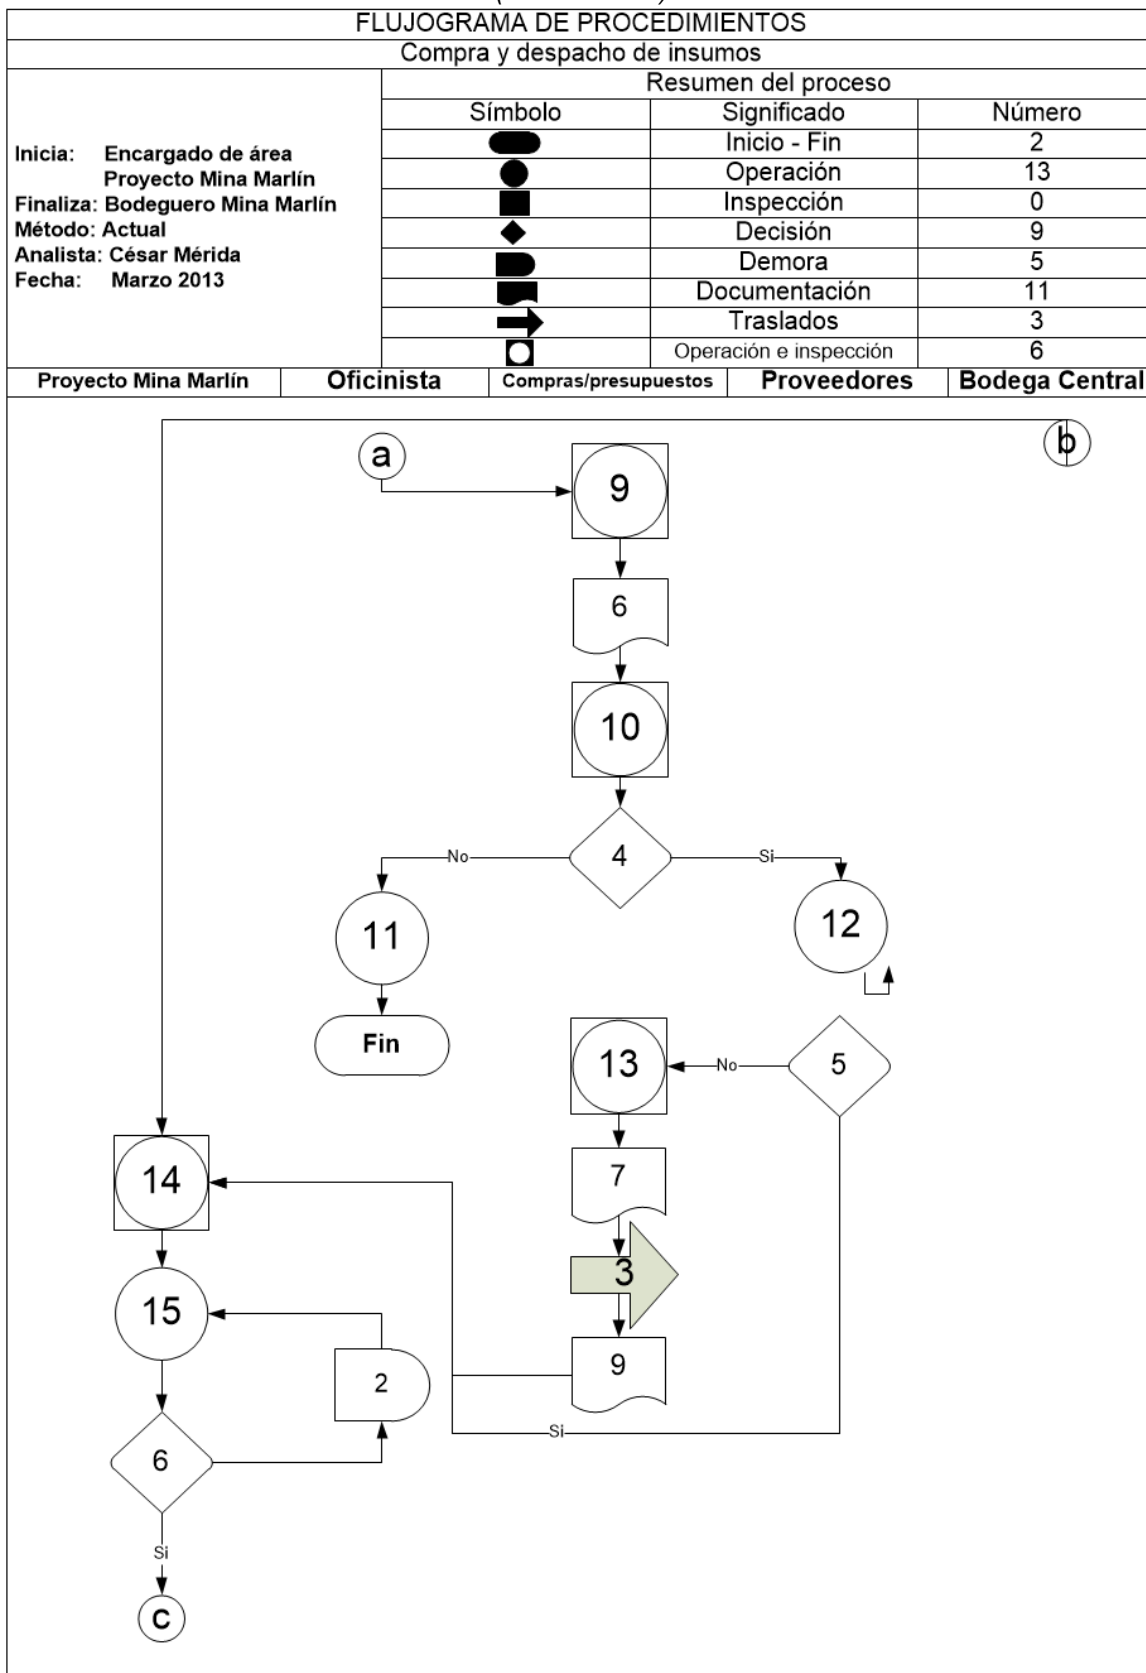 FLUJOGRAMA DE PROCEDIMIENTOS
Compra y despacho de insumos
Inicia: Encargado de área
Proyecto Mina Marlín
Finaliza: Bodeguero Mina Marlín
Método: Actual
Analista: César Mérida
Fecha: Marzo 2013
Resumen del proceso
Símbolo Significado Número
Inicio - Fin 2
Operación 13
Inspección 0
Decisión 9
Demora 5
Documentación 11
Traslados 3
Operación e inspección 6
Proyecto Mina Marlín Oficinista Compras/presupuestos Proveedores Bodega Central
a
b
9
6
10
No 4 Si
11
12
Fin
13 No 5
14
7
3
15
9
2
Si
6
Si
C